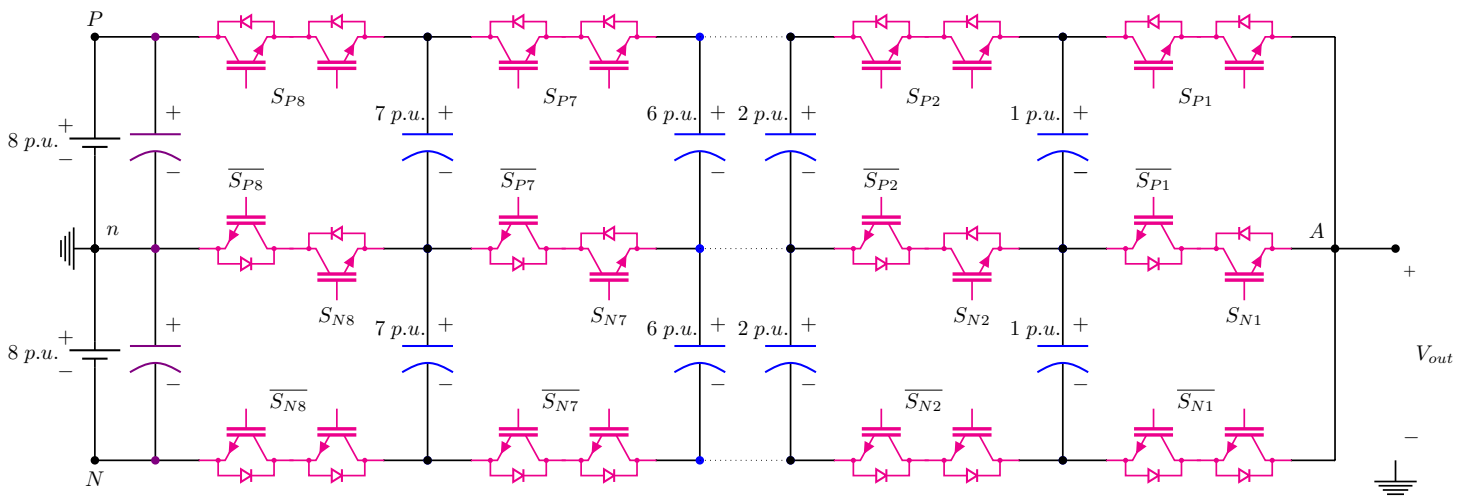 P
S_{P8}
S_{P7}
S_{P2}
S_{P1}
8 p.u.
+
−
+
−
7 p.u.
+
−
6 p.u.
+
−
2 p.u.
+
−
1 p.u.
+
−
\overline{S_{P8}}
\overline{S_{P7}}
\overline{S_{P2}}
\overline{S_{P1}}
n
A
S_{N8}
S_{N7}
S_{N2}
S_{N1}
+
8 p.u.
+
−
+
−
7 p.u.
+
−
6 p.u.
+
−
2 p.u.
+
−
1 p.u.
+
−
V_{out}
\overline{S_{N8}}
\overline{S_{N7}}
\overline{S_{N2}}
\overline{S_{N1}}
−
N